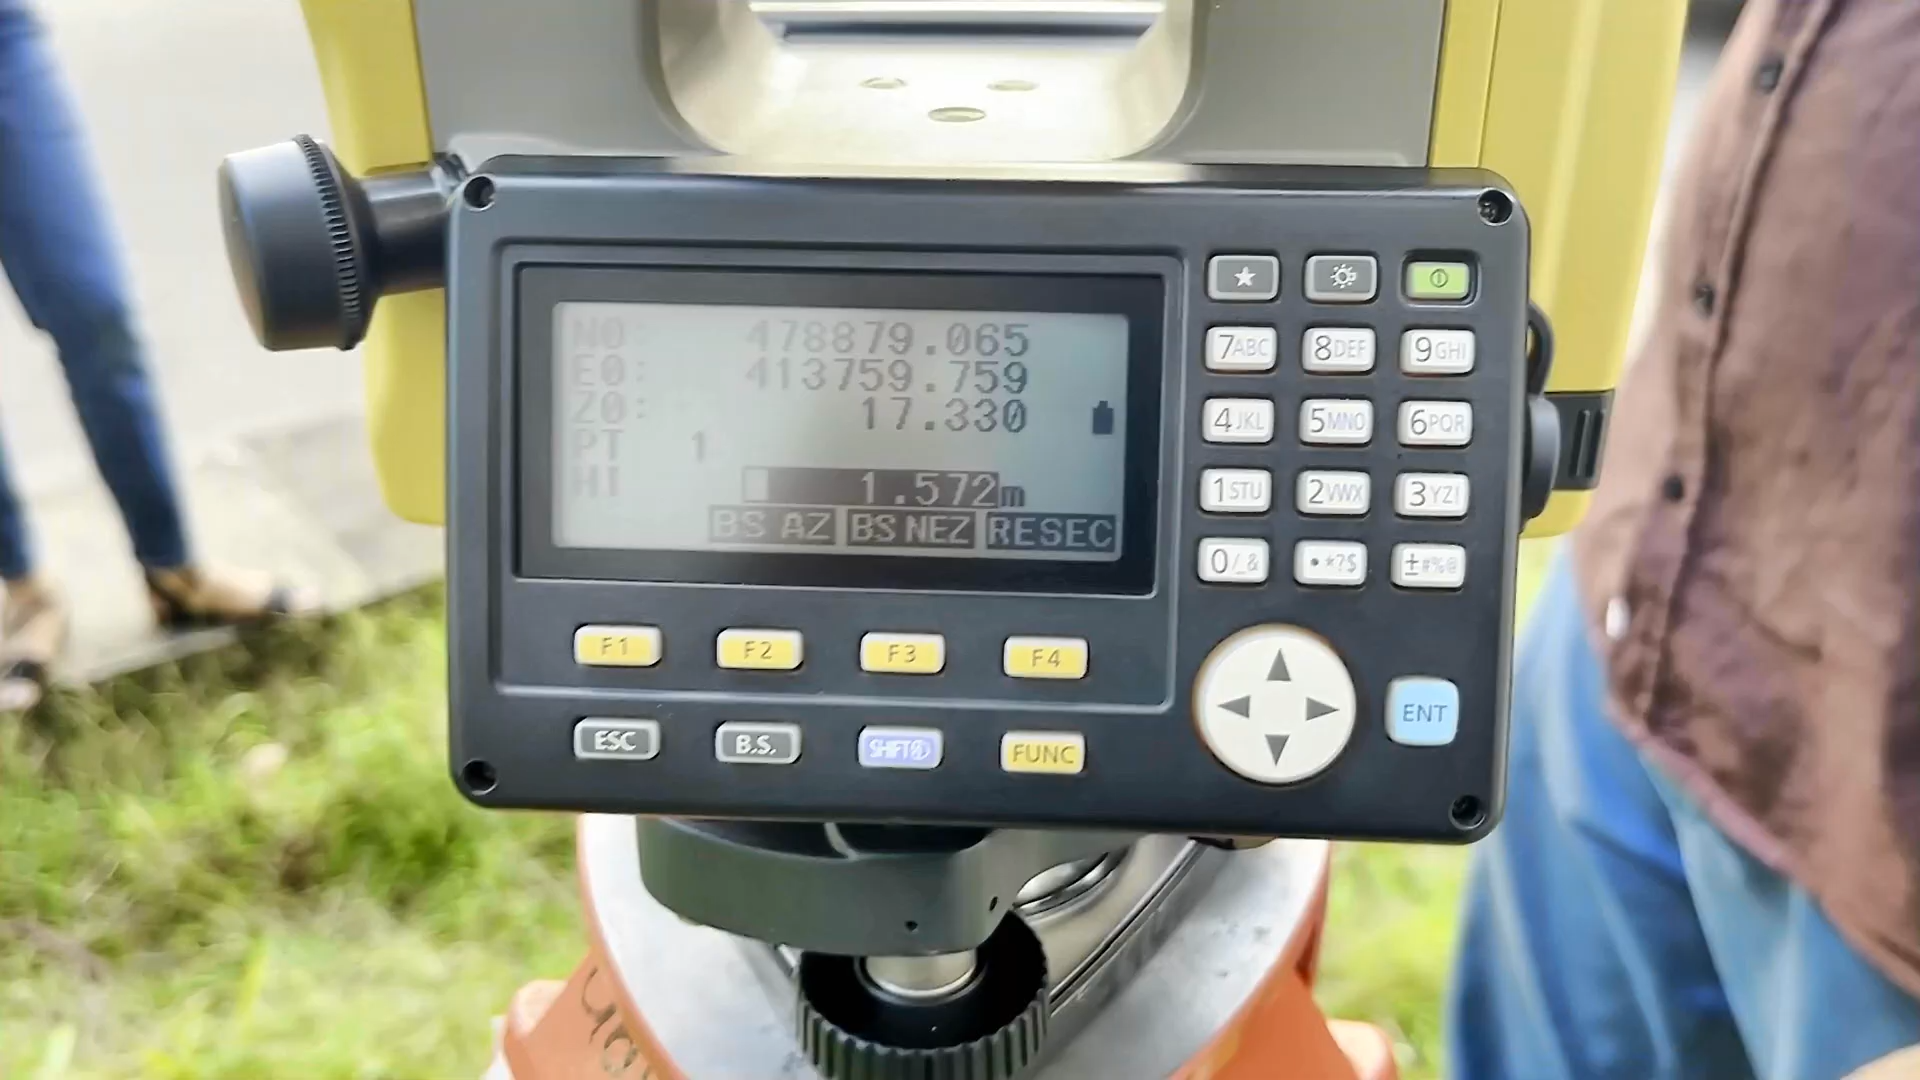 N0: 478879.065
E0: 413759.759
Z0: 17.330
PT 1
HI 1.572m
BS AZ BS NEZ RESEC
★
7ABC 8DEF 9GHI
4JKL 5MNO 6PQR
1STU 2VWX 3YZ!
0/_& •*?$ ±#%@
F1 F2 F3 F4
ESC B.S. SHIFT FUNC
ENT